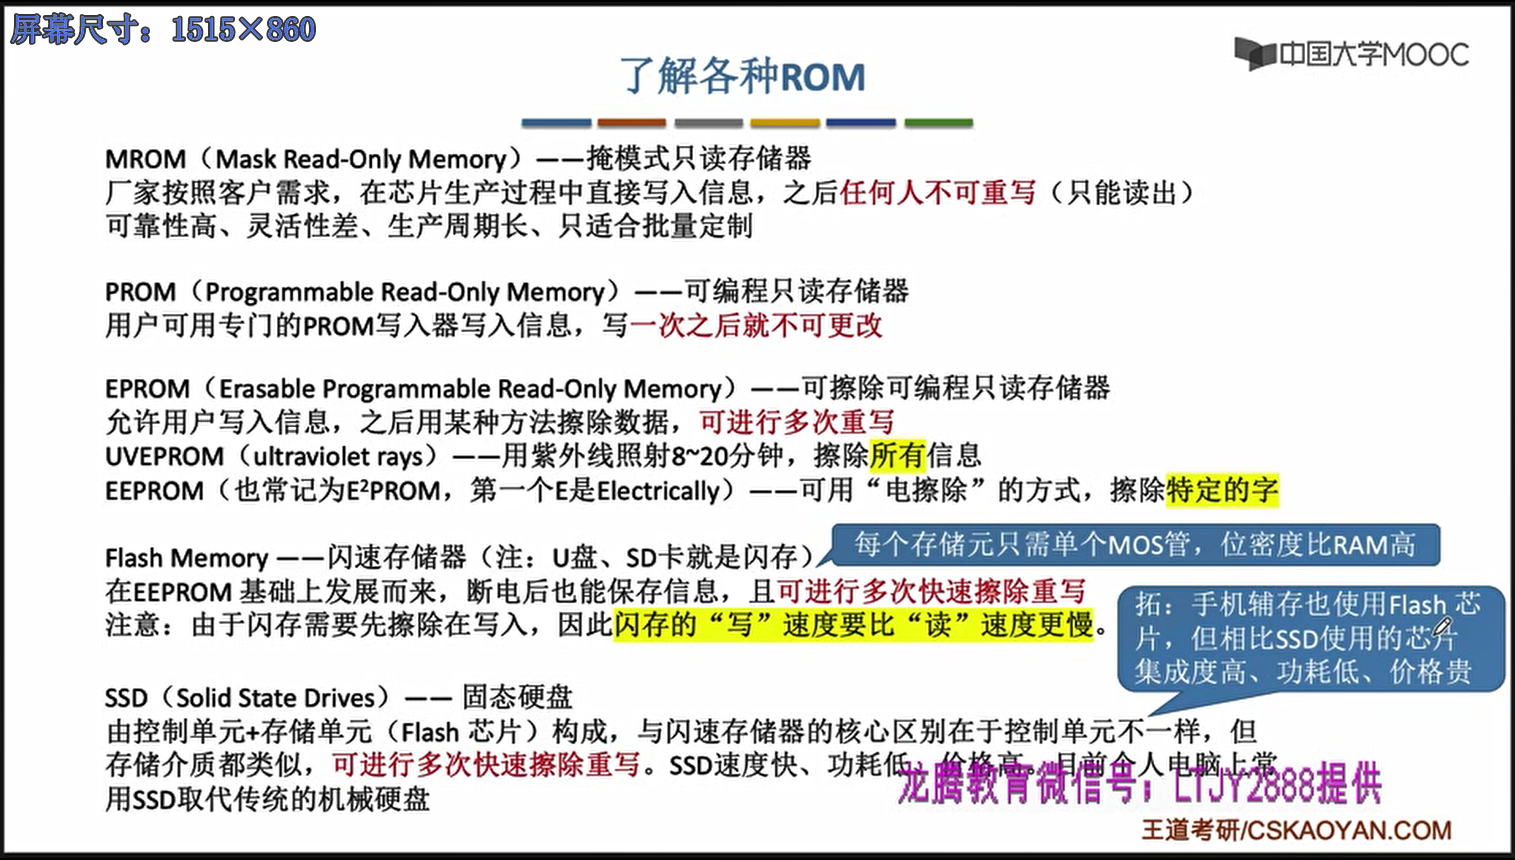 屏幕尺寸：1515×860
中国大学MOOC
了解各种ROM
MROM（Mask Read-Only Memory）——掩模式只读存储器
厂家按照客户需求，在芯片生产过程中直接写入信息，之后任何人不可重写（只能读出）
可靠性高、灵活性差、生产周期长、只适合批量定制
PROM（Programmable Read-Only Memory）——可编程只读存储器
用户可用专门的PROM写入器写入信息，写一次之后就不可更改
EPROM（Erasable Programmable Read-Only Memory）——可擦除可编程只读存储器
允许用户写入信息，之后用某种方法擦除数据，可进行多次重写
UVEPROM（ultraviolet rays）——用紫外线照射8~20分钟，擦除所有信息
EEPROM（也常记为E²PROM，第一个E是Electrically）——可用“电擦除”的方式，擦除特定的字
Flash Memory ——闪速存储器（注：U盘、SD卡就是闪存）
每个存储元只需单个MOS管，位密度比RAM高
在EEPROM 基础上发展而来，断电后也能保存信息，且可进行多次快速擦除重写
注意：由于闪存需要先擦除在写入，因此闪存的“写”速度要比“读”速度更慢。
拓：手机辅存也使用Flash 芯
片，但相比SSD使用的芯片
集成度高、功耗低、价格贵
SSD（Solid State Drives）—— 固态硬盘
由控制单元+存储单元（Flash 芯片）构成，与闪速存储器的核心区别在于控制单元不一样，但
存储介质都类似，可进行多次快速擦除重写。SSD速度快、功耗低、价格高。目前个人电脑上常
用SSD取代传统的机械硬盘
龙腾教育微信号；LTJY2888提供
王道考研/CSKAOYAN.COM